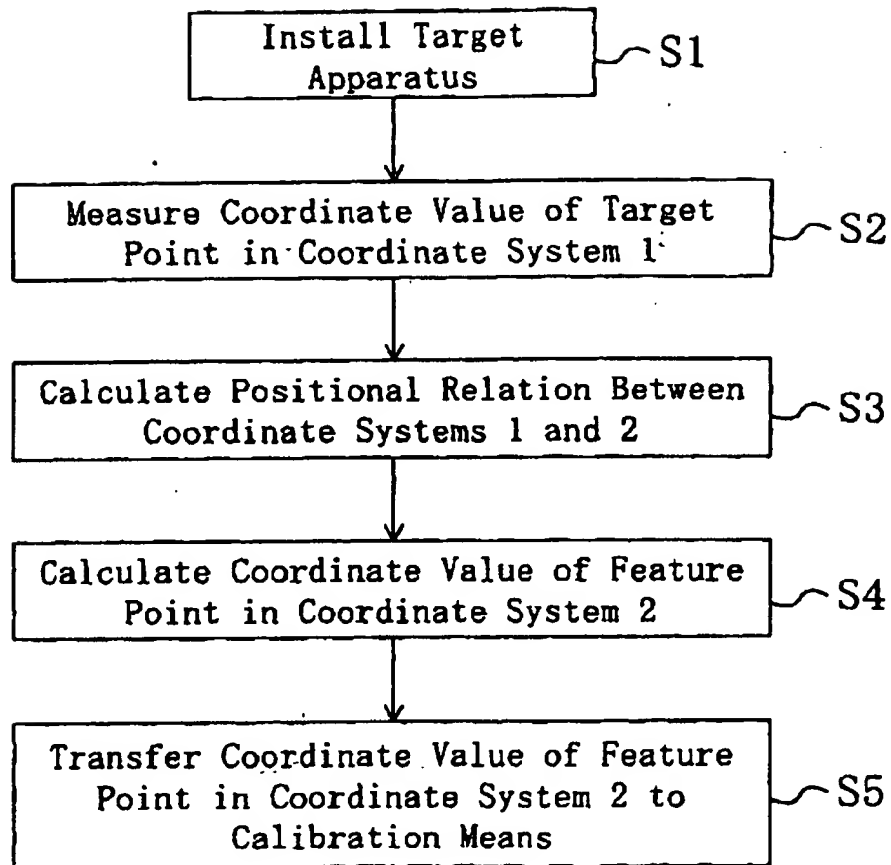 Install Target
Apparatus
S1
Measure Coordinate Value of Target
Point in Coordinate System 1
S2
Calculate Positional Relation Between
Coordinate Systems 1 and 2
S3
Calculate Coordinate Value of Feature
Point in Coordinate System 2
S4
Transfer Coordinate Value of Feature
Point in Coordinate System 2 to
Calibration Means
S5